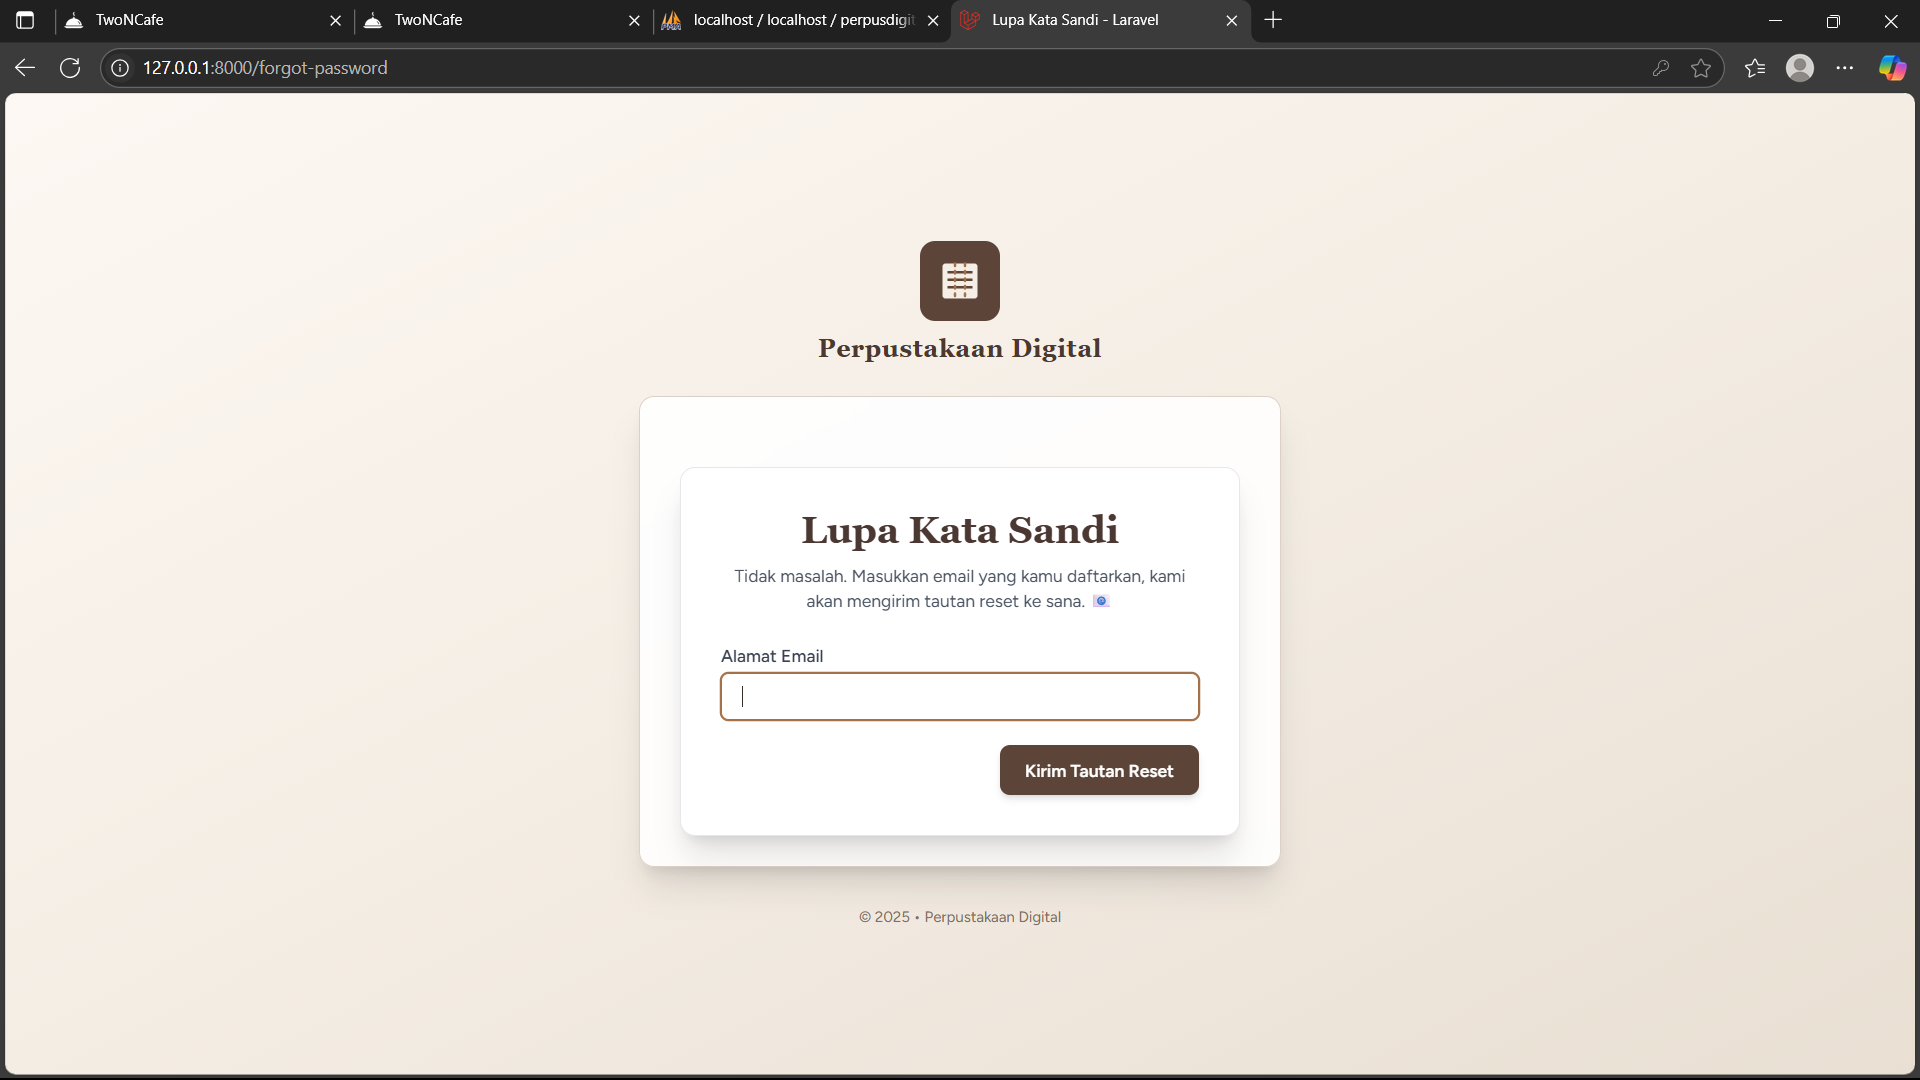 TwoNCafe
TwoNCafe
localhost / localhost / perpusdigit
Lupa Kata Sandi - Laravel
127.0.0.1:8000/forgot-password
Perpustakaan Digital
Lupa Kata Sandi
Tidak masalah. Masukkan email yang kamu daftarkan, kami
akan mengirim tautan reset ke sana.
Alamat Email
Kirim Tautan Reset
© 2025 • Perpustakaan Digital